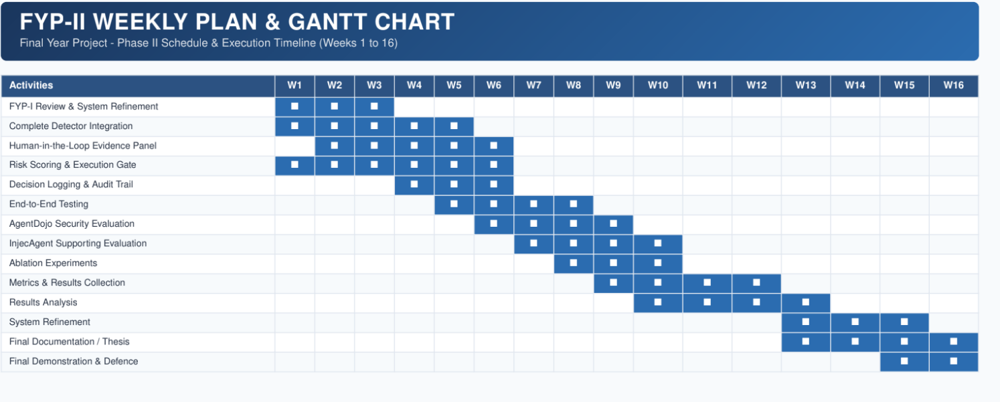 FYP-II WEEKLY PLAN & GANTT CHART
Final Year Project - Phase II Schedule & Execution Timeline (Weeks 1 to 16)
Activities W1 W2 W3 W4 W5 W6 W7 W8 W9 W10 W11 W12 W13 W14 W15 W16
FYP-I Review & System Refinement
Complete Detector Integration
Human-in-the-Loop Evidence Panel
Risk Scoring & Execution Gate
Decision Logging & Audit Trail
End-to-End Testing
AgentDojo Security Evaluation
InjecAgent Supporting Evaluation
Ablation Experiments
Metrics & Results Collection
Results Analysis
System Refinement
Final Documentation / Thesis
Final Demonstration & Defence